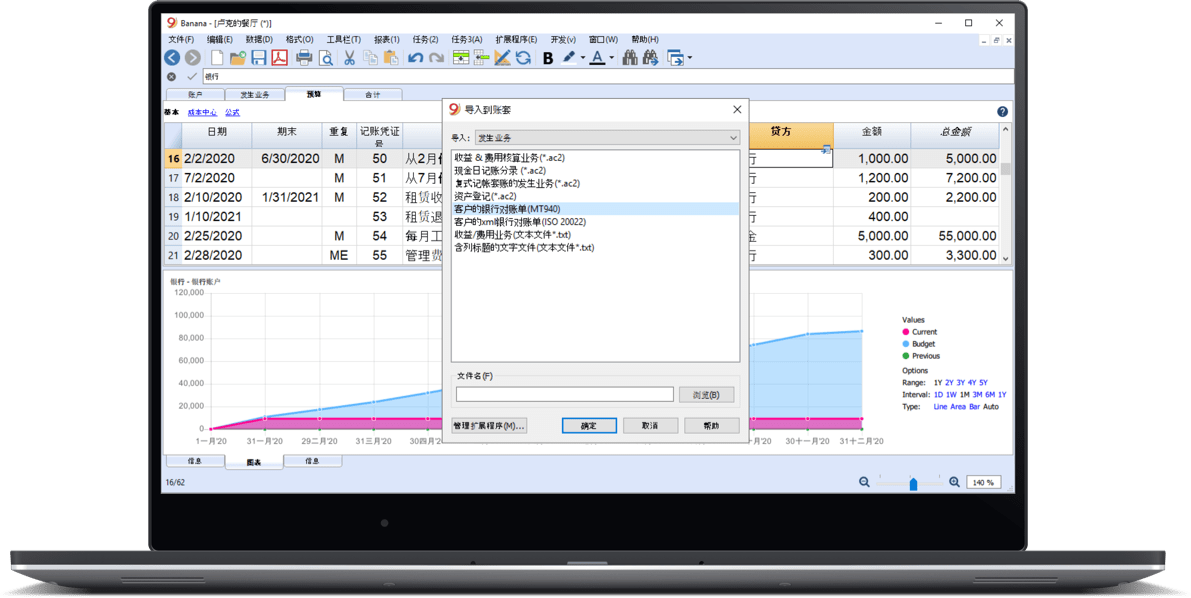 Banana - [卢克的餐厅 (*)]
文件(F) 编辑(E) 数据(D) 格式(O) 工具栏(T) 报表(1) 任务(2) 任务3(A) 扩展程序(E) 开发(v) 窗口(W) 帮助(H)
银行
账户 发生业务 预算 合计
基本 成本中心 公式
日期 期末 重复 记账凭证号 贷方 金额 总金额
16 2/2/2020 6/30/2020 M 50 从2月 行 1,000.00 5,000.00
17 7/2/2020 M 51 从7月 行 1,200.00 7,200.00
18 2/10/2020 1/31/2021 M 52 租赁收 行 200.00 2,200.00
19 1/10/2021 53 租赁退 行 400.00
20 2/25/2020 M 54 每月工 金 5,000.00 55,000.00
21 2/28/2020 ME 55 管理费 行 300.00 3,300.00
导入到账套
导入: 发生业务
收益 & 费用核算业务(*.ac2)
现金日记账分录 (*.ac2)
复式记帐套账的发生业务(*.ac2)
资产登记(*.ac2)
客户的银行对账单(MT940)
客户的xml银行对账单(ISO 20022)
收益/费用业务(文本文件*.txt)
含列标题的文字文件(文本文件*.txt)
文件名(F)
浏览(B)
管理扩展程序(M)... 确定 取消 帮助
银行 - 银行账户
120,000
100,000
80,000
60,000
40,000
20,000
0
一月'20 31一月'20 29二月'20 31三月'20 30四月'2 十月'20 30十一月'20 31十二月'20
Values
Current
Budget
Previous
Options
Range: 1Y 2Y 3Y 4Y 5Y
Interval: 1D 1W 1M 3M 6M 1Y
Type: Line Area Bar Auto
信息 图表 信息
16/62
140 %